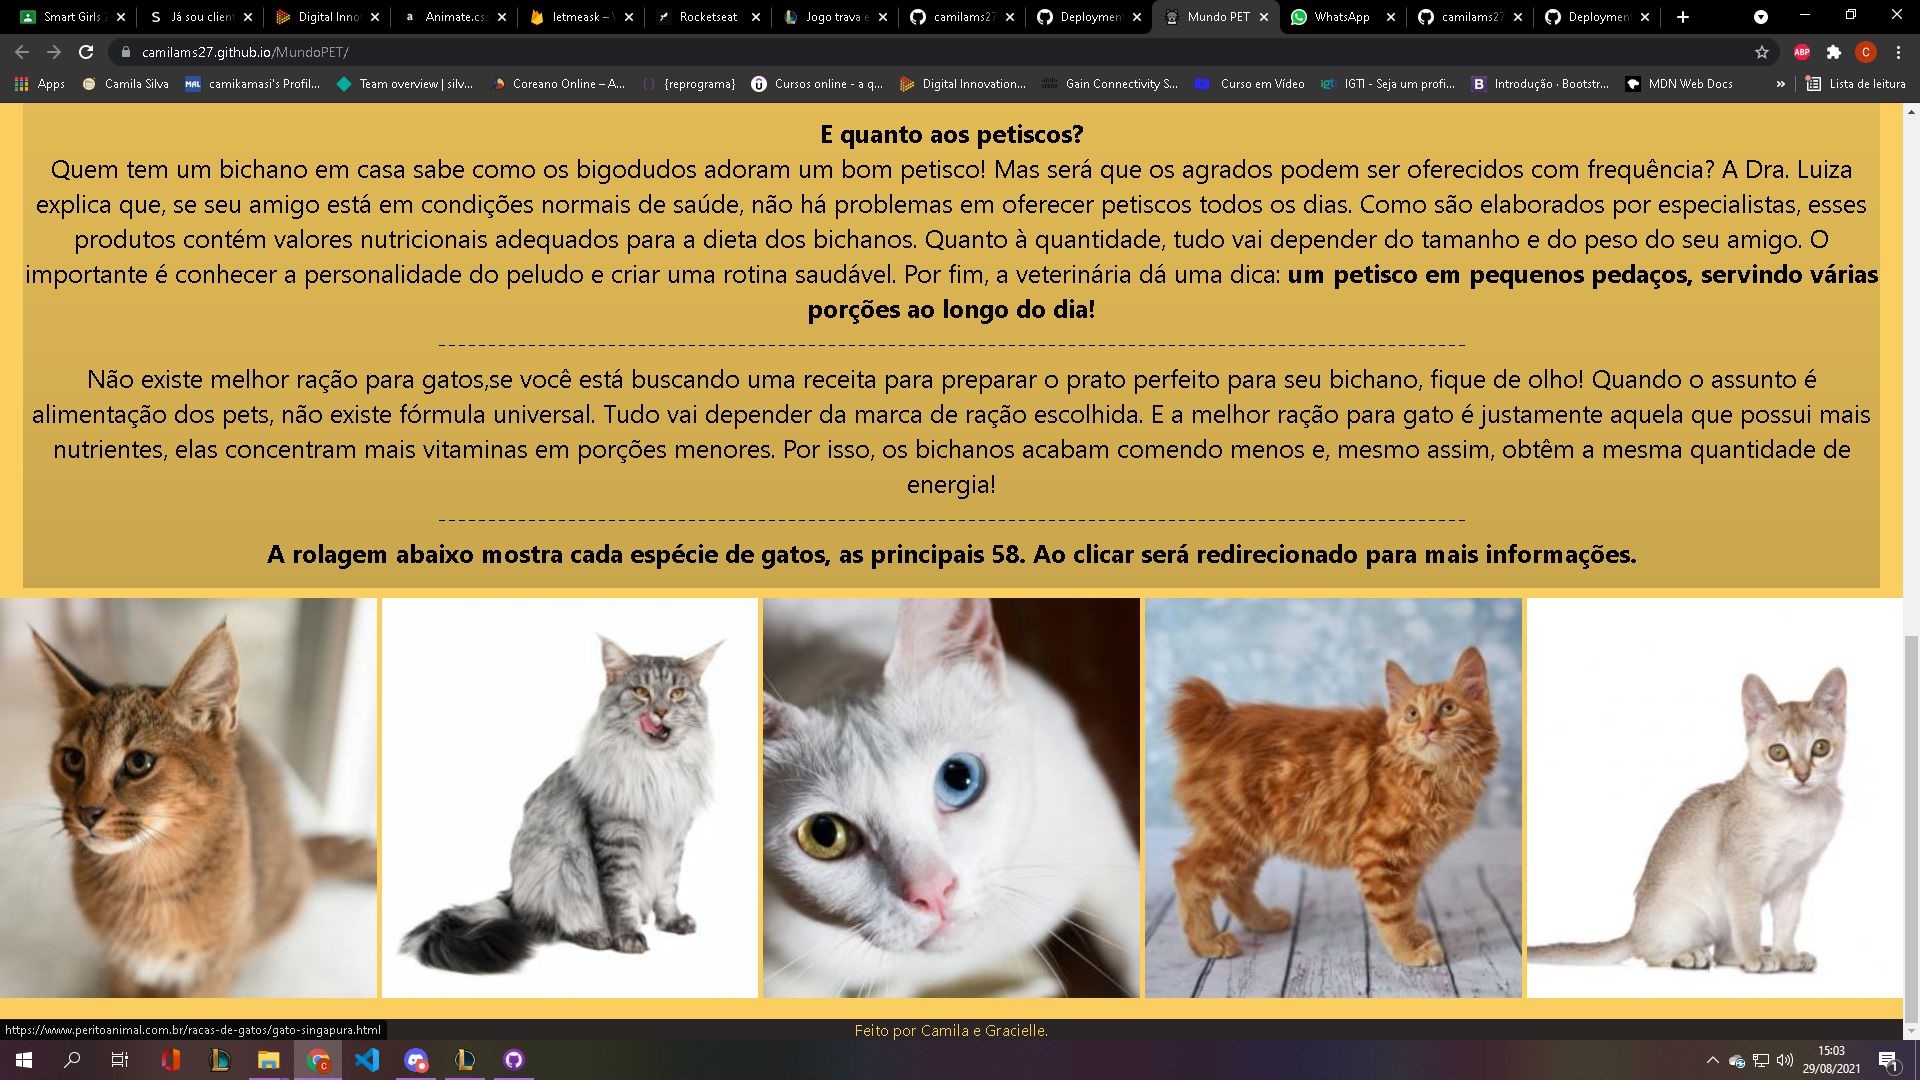 Smart Girls 2
Já sou client
Digital Inno
Animate.css
letmeask – 
Rocketseat
Jogo trava e
camilams27
Deployment
Mundo PET
WhatsApp
camilams27
Deployment
camilams27.github.io/MundoPET/
ABP
C
Apps
Camila Silva
MAL camikamasi's Profil...
Team overview | silv...
Coreano Online – A...
{reprograma}
Cursos online - a q...
Digital Innovation...
Gain Connectivity S...
Curso em Vídeo
igti IGTI - Seja um profi...
B Introdução · Bootstr...
MDN Web Docs
»
Lista de leitura
E quanto aos petiscos?
Quem tem um bichano em casa sabe como os bigodudos adoram um bom petisco! Mas será que os agrados podem ser oferecidos com frequência? A Dra. Luiza
explica que, se seu amigo está em condições normais de saúde, não há problemas em oferecer petiscos todos os dias. Como são elaborados por especialistas, esses
produtos contém valores nutricionais adequados para a dieta dos bichanos. Quanto à quantidade, tudo vai depender do tamanho e do peso do seu amigo. O
importante é conhecer a personalidade do peludo e criar uma rotina saudável. Por fim, a veterinária dá uma dica: um petisco em pequenos pedaços, servindo várias
porções ao longo do dia!
-------------------------------------------------------------------------------------------------------
Não existe melhor ração para gatos,se você está buscando uma receita para preparar o prato perfeito para seu bichano, fique de olho! Quando o assunto é
alimentação dos pets, não existe fórmula universal. Tudo vai depender da marca de ração escolhida. E a melhor ração para gato é justamente aquela que possui mais
nutrientes, elas concentram mais vitaminas em porções menores. Por isso, os bichanos acabam comendo menos e, mesmo assim, obtêm a mesma quantidade de
energia!
-------------------------------------------------------------------------------------------------------
A rolagem abaixo mostra cada espécie de gatos, as principais 58. Ao clicar será redirecionado para mais informações.
https://www.peritoanimal.com.br/racas-de-gatos/gato-singapura.html
Feito por Camila e Gracielle.
15:03
29/08/2021
1